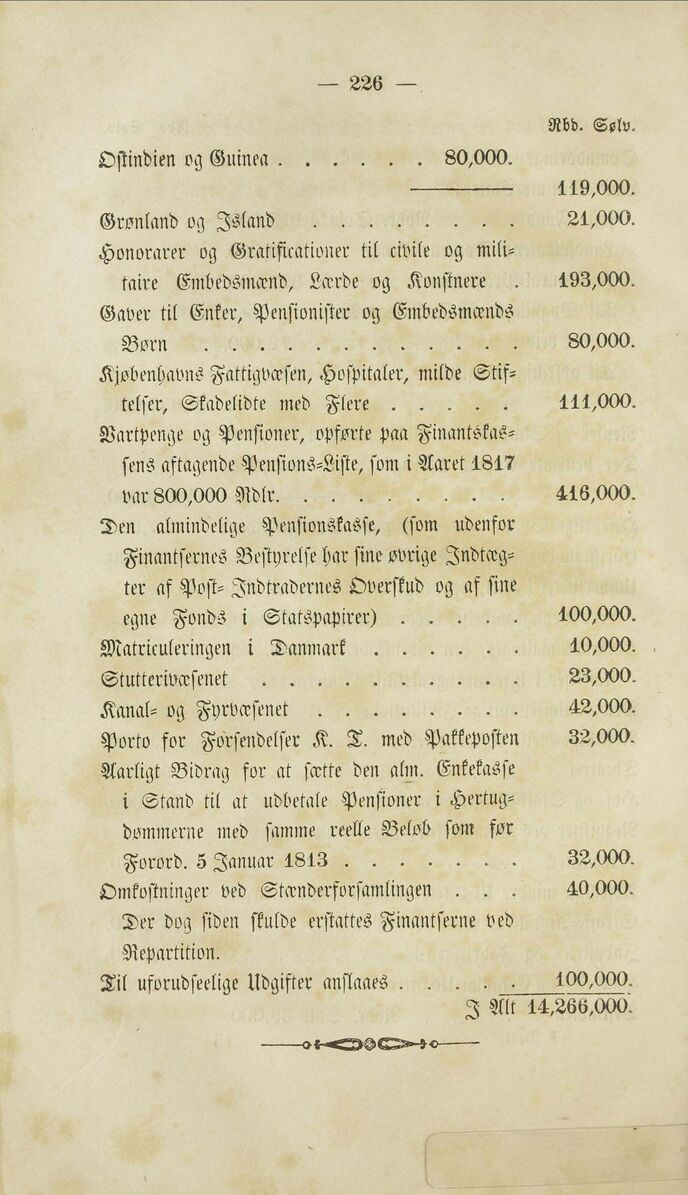 — 226 —
Rbd. Sølv.
Ostindien og Guinea . . . . . . 80,000.
119,000.
Grønland og Island . . . . . . . . 21,000.
Honorarer og Gratificationer til civile og mili-
taire Embedsmænd, Lærde og Konstnere . 193,000.
Gaver til Enker, Pensionister og Embedsmænds
Børn . . . . . . . . . . . . 80,000.
Kjøbenhavns Fattigvæsen, Hospitaler, milde Stif-
telser, Skadelidte med Flere . . . . . 111,000.
Vartpenge og Pensioner, opførte paa Finantskas-
sens aftagende Pensions-Liste, som i Aaret 1817
var 800,000 Rdlr. . . . . . . . . 416,000.
Den almindelige Pensionskasse, (som udenfor
Finantsernes Bestyrelse har sine øvrige Indtæg-
ter af Post- Indtradernes Overskud og af sine
egne Fonds i Statspapirer) . . . . . 100,000.
Matriculeringen i Danmark . . . . . . 10,000.
Stutterivæsenet . . . . . . . . . . 23,000.
Kanal- og Fyrvæsenet . . . . . . . 42,000.
Porto for Forsendelser K. T. med Pakkeposten 32,000.
Aarligt Bidrag for at sætte den alm. Enkekasse
i Stand til at udbetale Pensioner i Hertug-
dømmerne med samme reelle Beløb som før
Forord. 5 Januar 1813 . . . . . . . 32,000.
Omkostninger ved Stænderforsamlingen . . . 40,000.
Der dog siden skulde erstattes Finantserne ved
Repartition.
Til uforudseelige Udgifter anslaaes . . . . . 100,000.
I Alt 14,266,000.